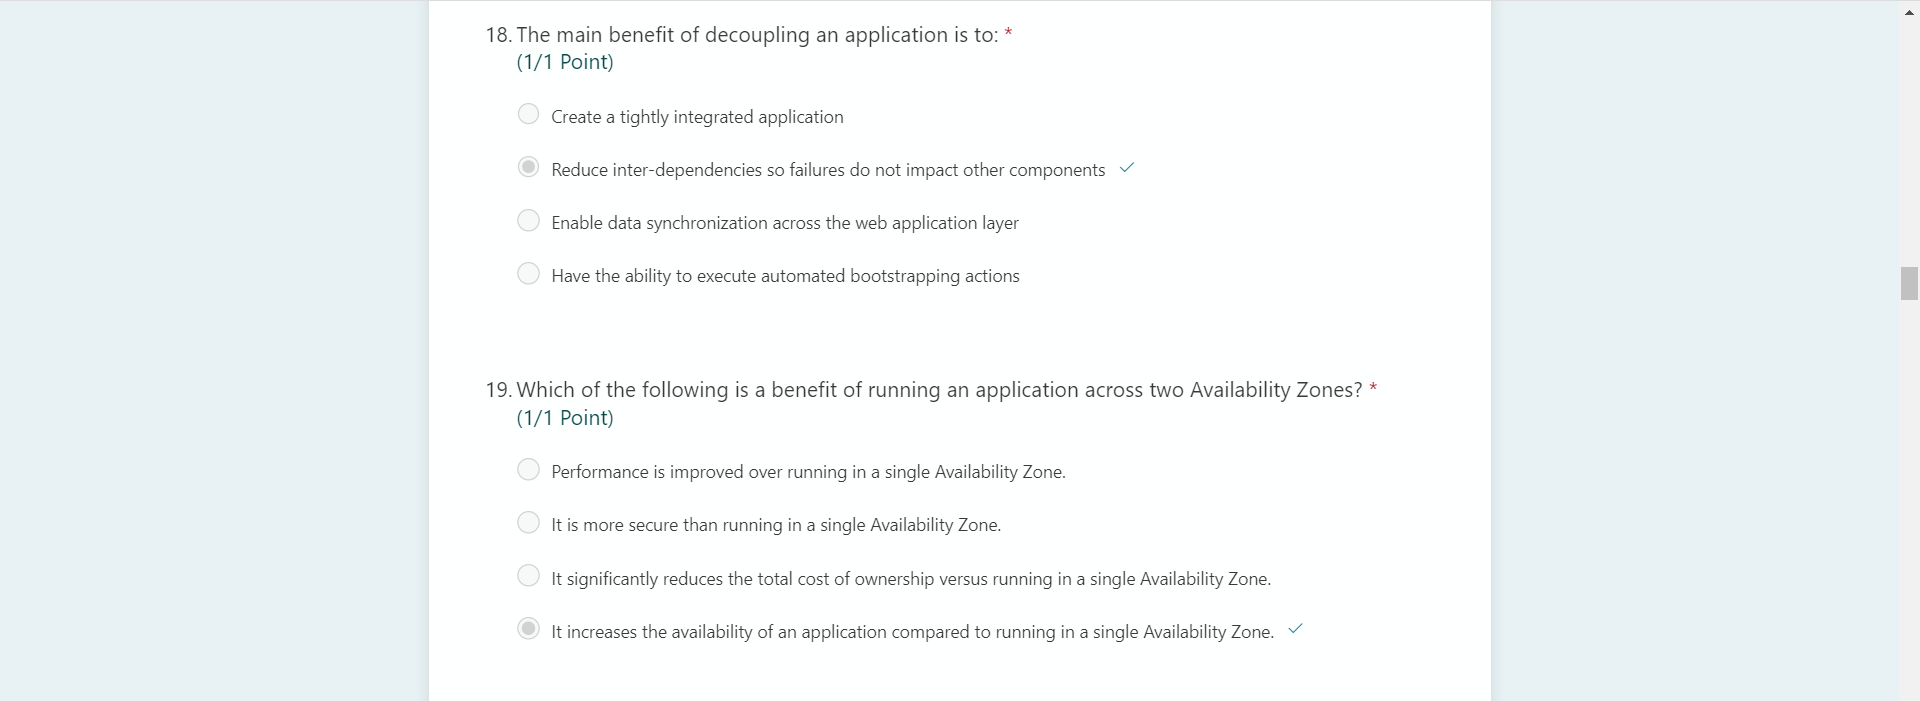 18. The main benefit of decoupling an application is to: *
(1/1 Point)
Create a tightly integrated application
Reduce inter-dependencies so failures do not impact other components
Enable data synchronization across the web application layer
Have the ability to execute automated bootstrapping actions
19. Which of the following is a benefit of running an application across two Availability Zones? *
(1/1 Point)
Performance is improved over running in a single Availability Zone.
It is more secure than running in a single Availability Zone.
It significantly reduces the total cost of ownership versus running in a single Availability Zone.
It increases the availability of an application compared to running in a single Availability Zone.